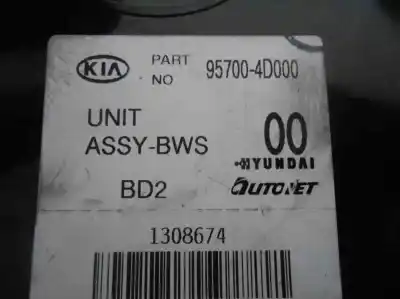 KIA PART NO 95700-4D000
UNIT ASSY-BWS 00
HYUNDAI
BD2 AUTONET
1308674